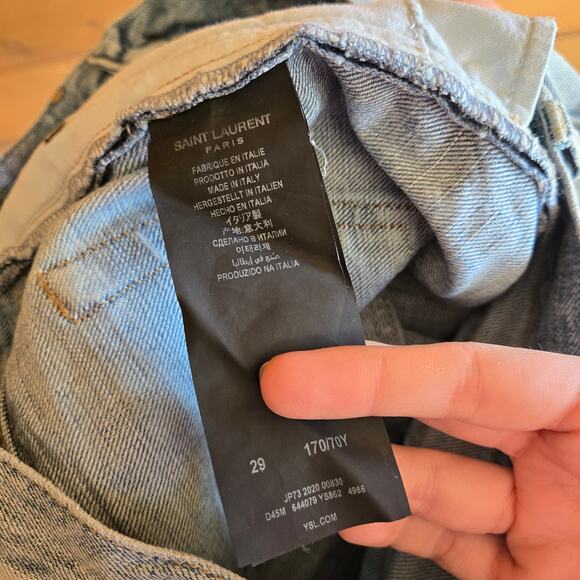 SAINT LAURENT
PARIS
FABRIQUE EN ITALIE
PRODOTTO IN ITALIA
MADE IN ITALY
HERGESTELLT IN ITALIEN
HECHO EN ITALIA
イタリア製
产地:意大利
СДЕЛАНО В ИТАЛИИ
이태리제
صنع في إيطاليا
PRODUZIDO NA ITALIA
29 170/70Y
JP73 2020 00830
D45M 644079 YS862 4986
YSL.COM